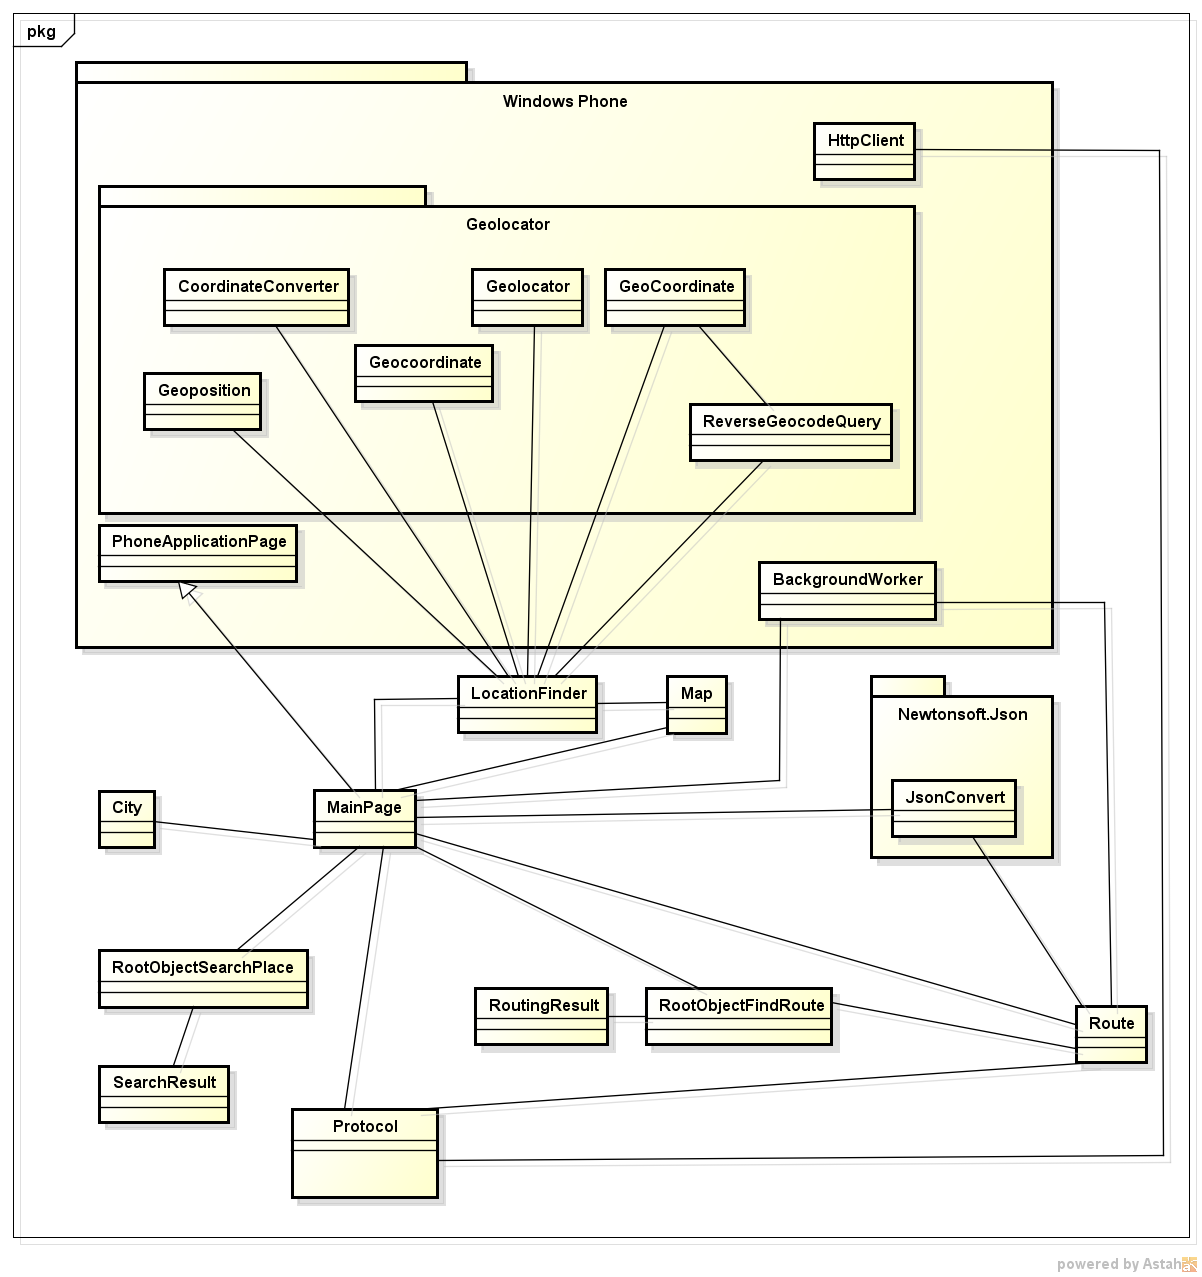 pkg
Windows Phone
HttpClient
Geolocator
CoordinateConverter
Geolocator
GeoCoordinate
Geocoordinate
Geoposition
ReverseGeocodeQuery
PhoneApplicationPage
BackgroundWorker
LocationFinder
Map
Newtonsoft.Json
JsonConvert
City
MainPage
RootObjectSearchPlace
RoutingResult
RootObjectFindRoute
Route
SearchResult
Protocol
powered by Astah